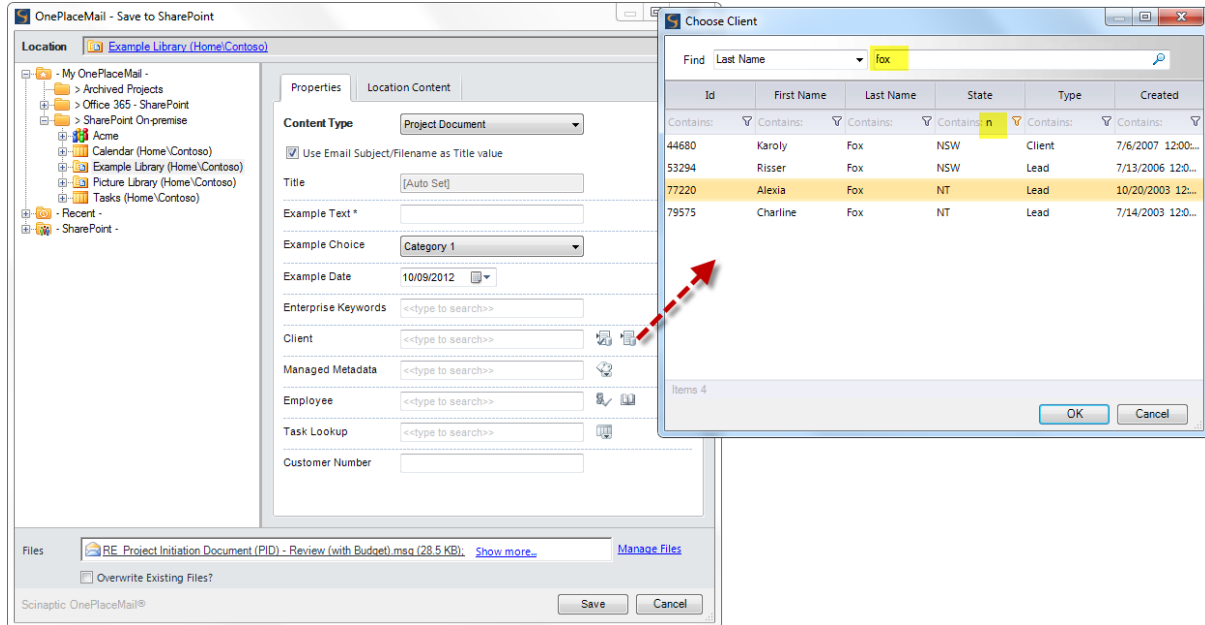 OnePlaceMail - Save to SharePoint
Location Example Library (Home\Contoso)
- My OnePlaceMail -
> Archived Projects
> Office 365 - SharePoint
> SharePoint On-premise
Acme
Calendar (Home\Contoso)
Example Library (Home\Contoso)
Picture Library (Home\Contoso)
Tasks (Home\Contoso)
- Recent -
- SharePoint -
Properties Location Content
Content Type Project Document
Use Email Subject/Filename as Title value
Title [Auto Set]
Example Text *
Example Choice Category 1
Example Date 10/09/2012
Enterprise Keywords <<type to search>>
Client <<type to search>>
Managed Metadata <<type to search>>
Employee <<type to search>>
Task Lookup <<type to search>>
Customer Number
Files RE_Project Initiation Document (PID) - Review (with Budget).msg (28.5 KB); Show more... Manage Files
Overwrite Existing Files?
Scinaptic OnePlaceMail® Save Cancel
Choose Client
Find Last Name fox
Id First Name Last Name State Type Created
Contains: Contains: Contains: Contains: n Contains: Contains:
44680 Karoly Fox NSW Client 7/6/2007 12:00:...
53294 Risser Fox NSW Lead 7/13/2006 12:0...
77220 Alexia Fox NT Lead 10/20/2003 12:...
79575 Charline Fox NT Lead 7/14/2003 12:0...
Items 4
OK Cancel